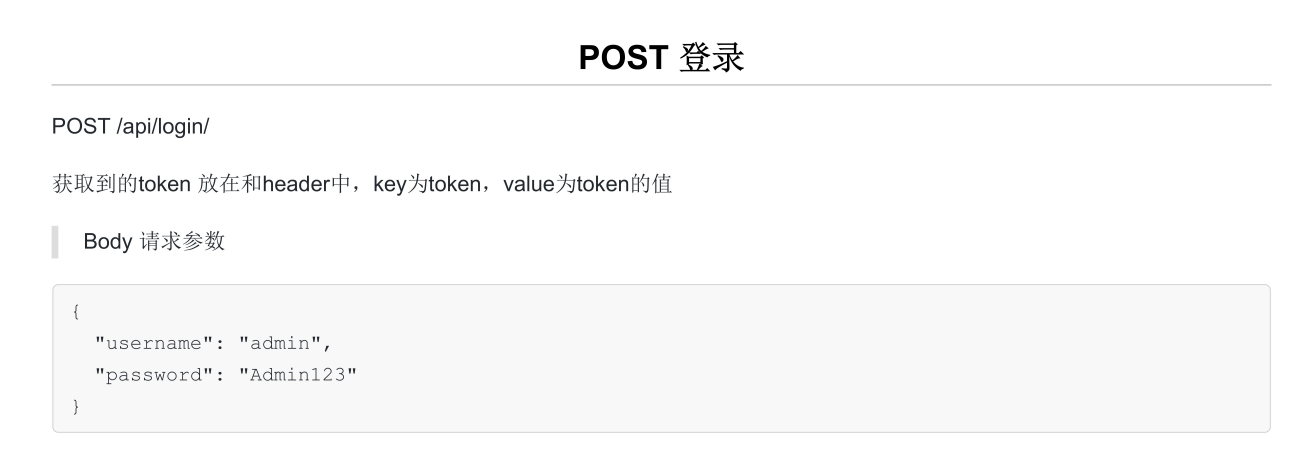 POST 登录
POST /api/login/
获取到的token 放在和header中，key为token，value为token的值
Body 请求参数
{
"username": "admin",
"password": "Admin123"
}